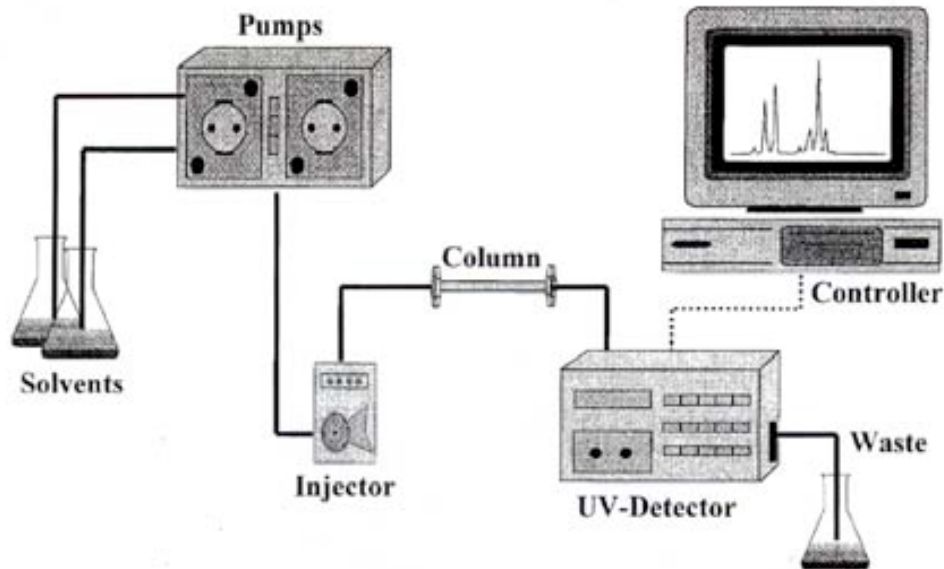 Pumps
Column
Controller
Solvents
Injector
UV-Detector
Waste